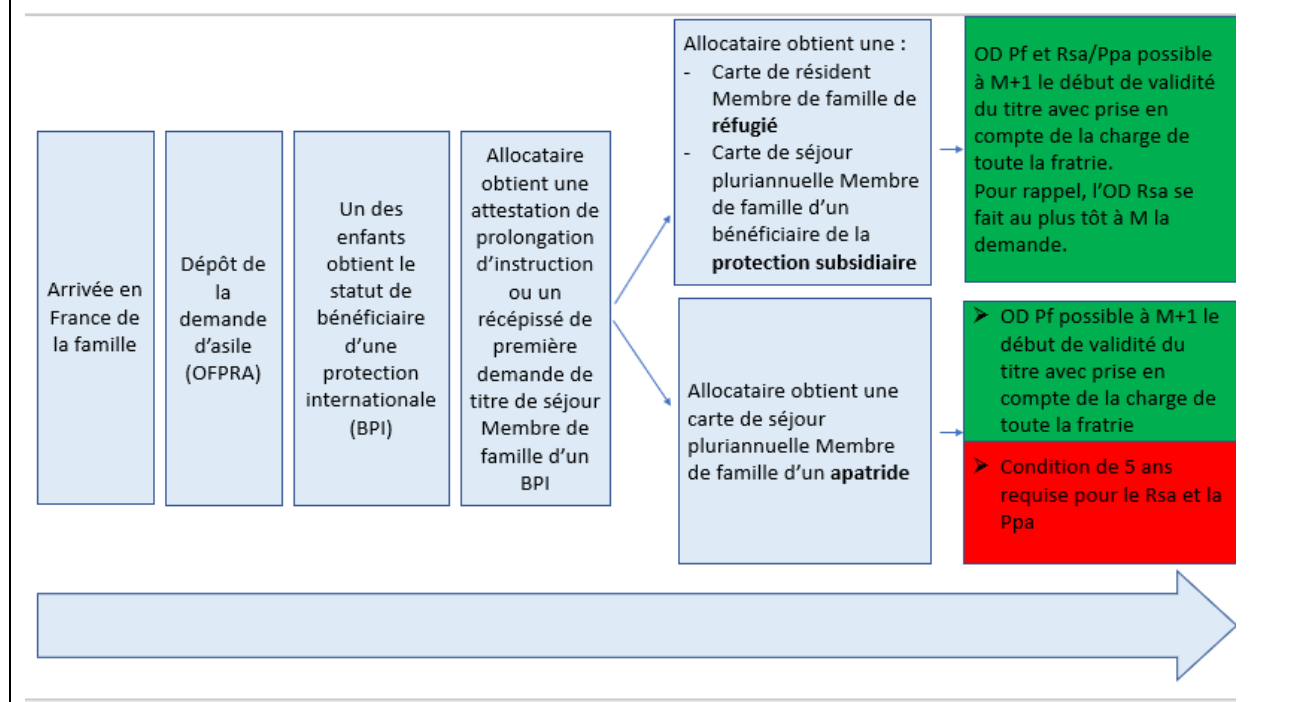 Arrivée en
France de
la famille
Dépôt de
la
demande
d’asile
(OFPRA)
Un des
enfants
obtient le
statut de
bénéficiaire
d’une
protection
internationale
(BPI)
Allocataire
obtient une
attestation de
prolongation
d’instruction
ou un
récépissé de
première
demande de
titre de séjour
Membre de
famille d’un
BPI
Allocataire obtient une :
- Carte de résident
Membre de famille de
réfugié
- Carte de séjour
pluriannuelle Membre
de famille d’un
bénéficiaire de la
protection subsidiaire
OD Pf et Rsa/Ppa possible
à M+1 le début de validité
du titre avec prise en
compte de la charge de
toute la fratrie.
Pour rappel, l’OD Rsa se
fait au plus tôt à M la
demande.
Allocataire obtient une
carte de séjour
pluriannuelle Membre
de famille d’un apatride
➢ OD Pf possible à M+1 le
début de validité du
titre avec prise en
compte de la charge de
toute la fratrie
➢ Condition de 5 ans
requise pour le Rsa et la
Ppa